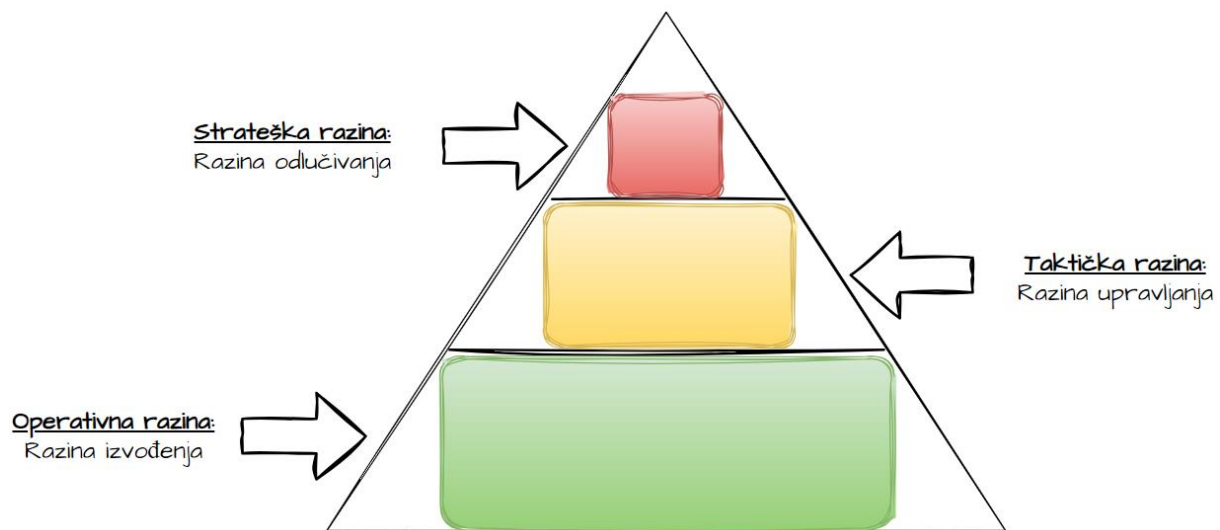 Strateška razina:
Razina odlučivanja
Taktička razina:
Razina upravljanja
Operativna razina:
Razina izvođenja